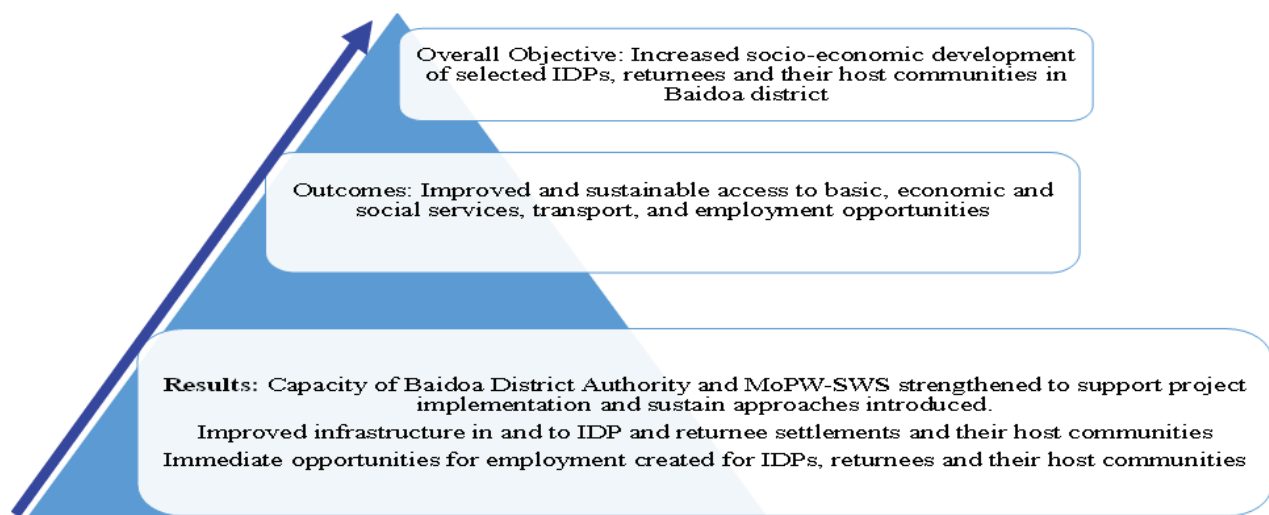 Overall Objective: Increased socio-economic development
of selected IDPs, returnees and their host communities in
Baidoa district
Outcomes: Improved and sustainable access to basic, economic and
social services, transport, and employment opportunities
Results: Capacity of Baidoa District Authority and MoPW-SWS strengthened to support project
implementation and sustain approaches introduced.
Improved infrastructure in and to IDP and returnee settlements and their host communities
Immediate opportunities for employment created for IDPs, returnees and their host communities